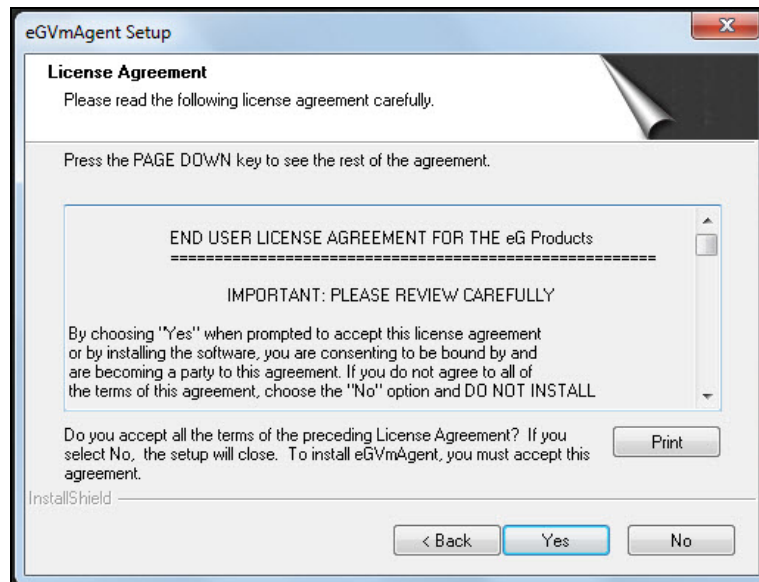 eGVmAgent Setup
License Agreement
Please read the following license agreement carefully.
Press the PAGE DOWN key to see the rest of the agreement.
END USER LICENSE AGREEMENT FOR THE eG Products
=======================================================
IMPORTANT: PLEASE REVIEW CAREFULLY
By choosing "Yes" when prompted to accept this license agreement
or by installing the software, you are consenting to be bound by and
are becoming a party to this agreement. If you do not agree to all of
the terms of this agreement, choose the "No" option and DO NOT INSTALL
Do you accept all the terms of the preceding License Agreement? If you
select No, the setup will close. To install eGVmAgent, you must accept this
agreement.
Print
InstallShield
< Back
Yes
No